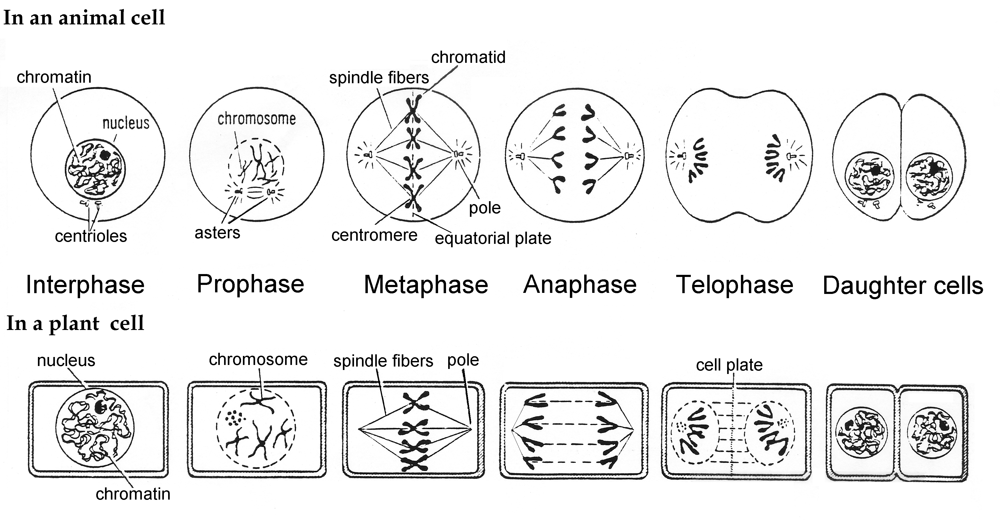 In an animal cell
chromatid
chromatin
spindle fibers
nucleus
chromosome
pole
centrioles
asters
centromere
equatorial plate
Interphase
Prophase
Metaphase
Anaphase
Telophase
Daughter cells
In a plant cell
nucleus
chromosome
spindle fibers
pole
cell plate
chromatin